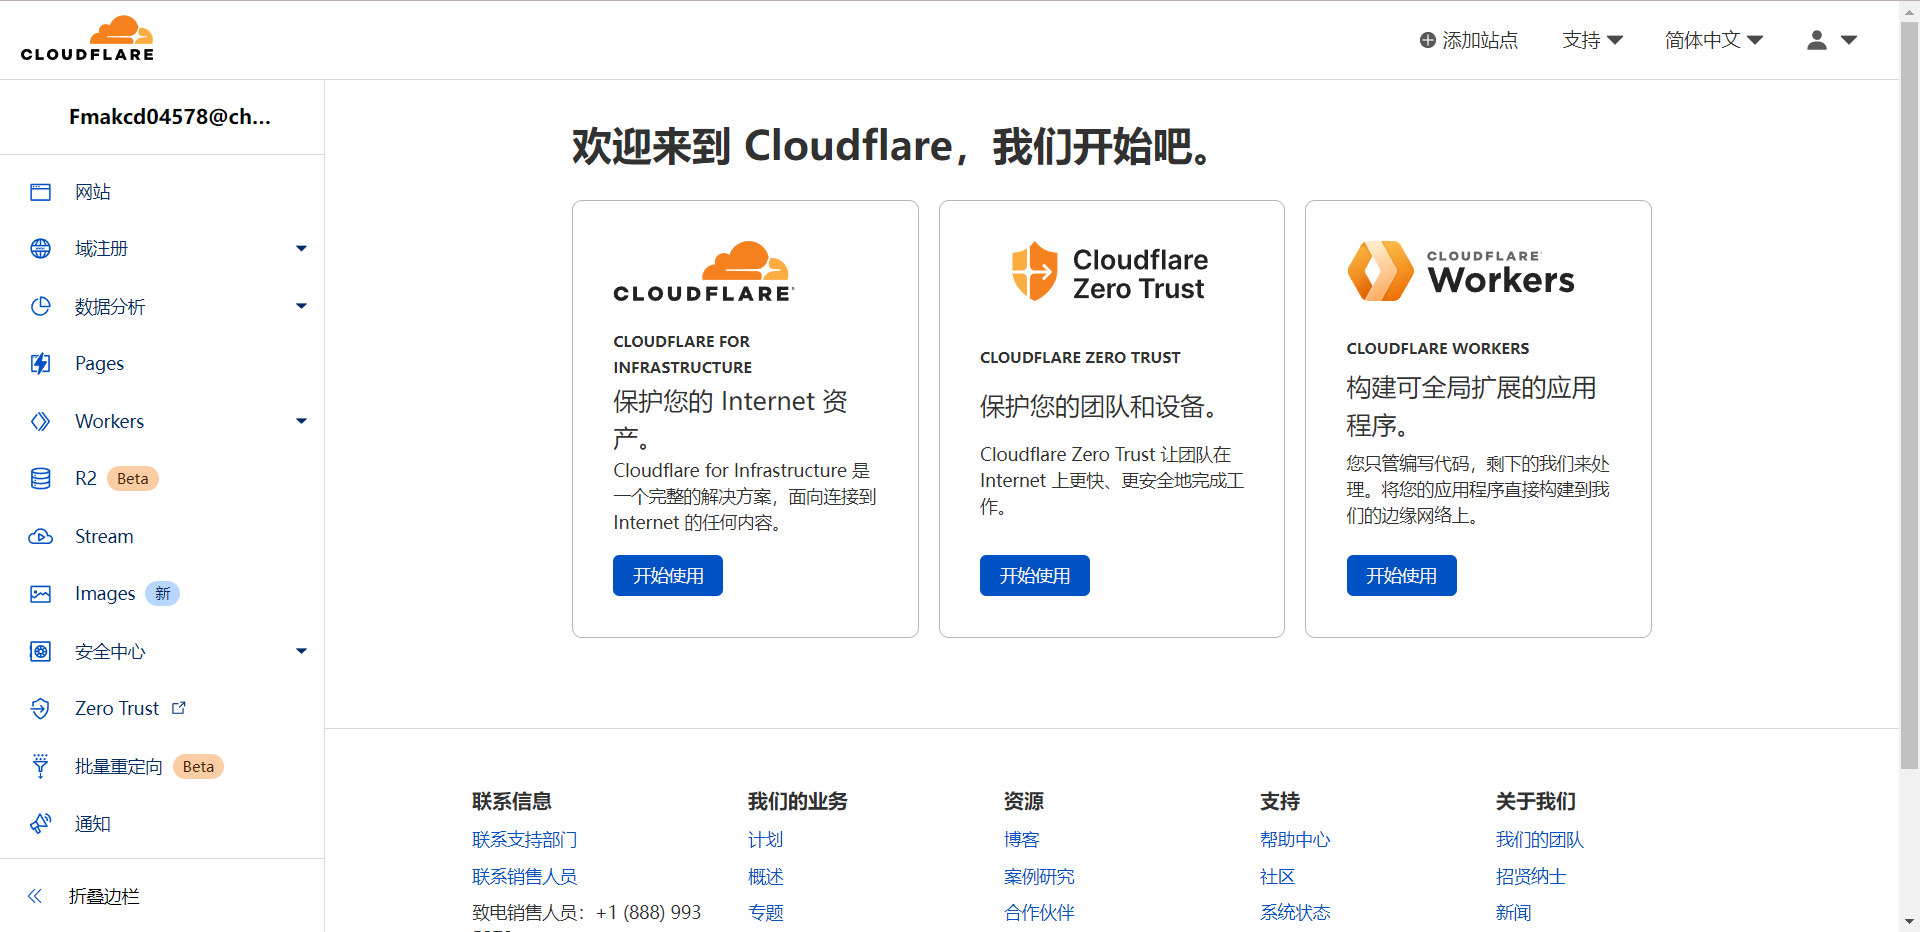 CLOUDFLARE
添加站点
支持
简体中文
Fmakcd04578@ch...
网站
域注册
数据分析
Pages
Workers
R2 Beta
Stream
Images 新
安全中心
Zero Trust
批量重定向 Beta
通知
折叠边栏
欢迎来到 Cloudflare，我们开始吧。
CLOUDFLARE
CLOUDFLARE FOR
INFRASTRUCTURE
保护您的 Internet 资
产。
Cloudflare for Infrastructure 是
一个完整的解决方案，面向连接到
Internet 的任何内容。
开始使用
Cloudflare
Zero Trust
CLOUDFLARE ZERO TRUST
保护您的团队和设备。
Cloudflare Zero Trust 让团队在
Internet 上更快、更安全地完成工
作。
开始使用
CLOUDFLARE
Workers
CLOUDFLARE WORKERS
构建可全局扩展的应用
程序。
您只管编写代码，剩下的我们来处
理。将您的应用程序直接构建到我
们的边缘网络上。
开始使用
联系信息
联系支持部门
联系销售人员
致电销售人员：+1 (888) 993
我们的业务
计划
概述
专题
资源
博客
案例研究
合作伙伴
支持
帮助中心
社区
系统状态
关于我们
我们的团队
招贤纳士
新闻